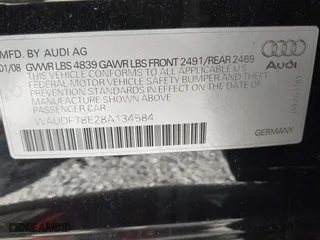 MFD. BY AUDI AG
01/08 GVWR LBS 4839 GAWR LBS FRONT 2491/REAR 2469
THIS VEHICLE CONFORMS TO ALL APPLICABLE U.S.
FEDERAL MOTOR VEHICLE SAFETY, BUMPER AND THEFT
PREVENTION STANDARDS IN EFFECT ON THE DATE OF
MANUFACTURE SHOWN ABOVE
PASSENGER CAR
Audi
WAUDF78E28A134584
GERMANY